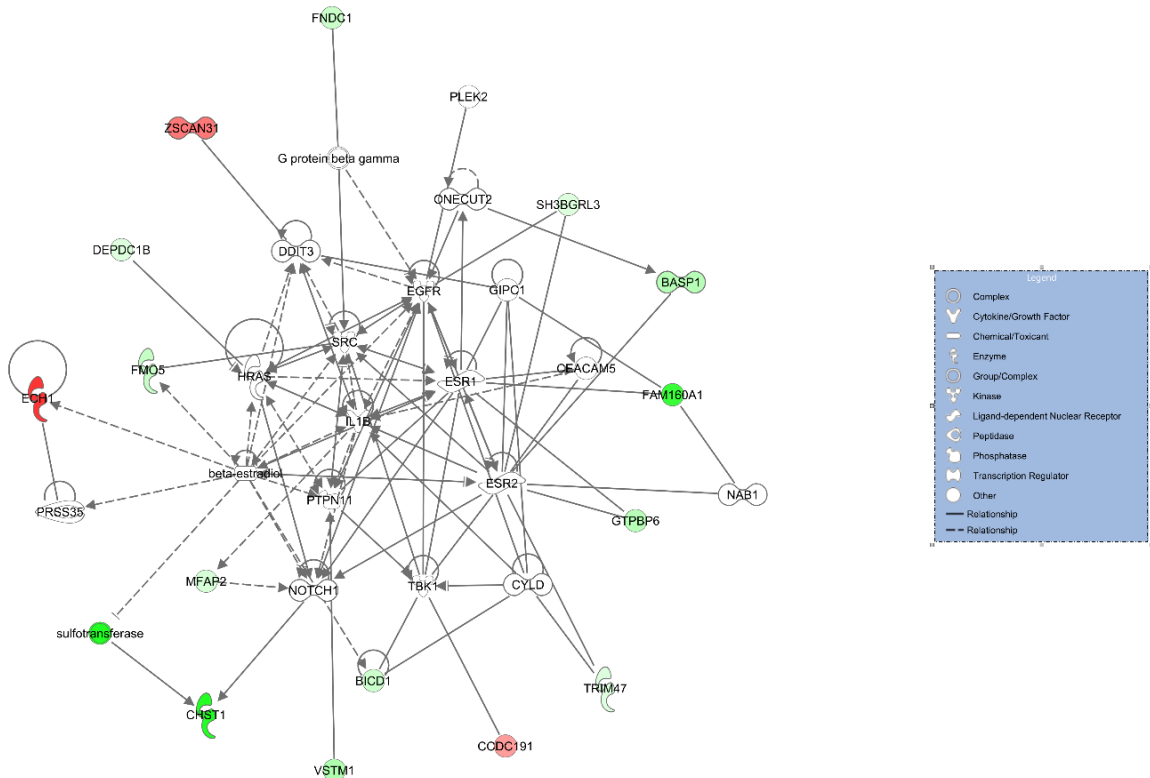 FNDC1
PLEK2
ZSCAN31
G protein beta gamma
ONECUT2
SH3BGRL3
DEPDC1B
DDIT3
EGFR
GIPC1
BASP1
SRC
FMO5
HRAS
ESR1
CEACAM5
ECH1
FAM160A1
IL1B
beta-estradiol
ESR2
PTPN11
NAB1
PRSS35
GTPBP6
MFAP2
NOTCH1
TBK1
CYLD
sulfotransferase
BICD1
TRIM47
CHST1
CCDC191
VSTM1
Legend
Complex
Cytokine/Growth Factor
Chemical/Toxicant
Enzyme
Group/Complex
Kinase
Ligand-dependent Nuclear Receptor
Peptidase
Phosphatase
Transcription Regulator
Other
Relationship
Relationship